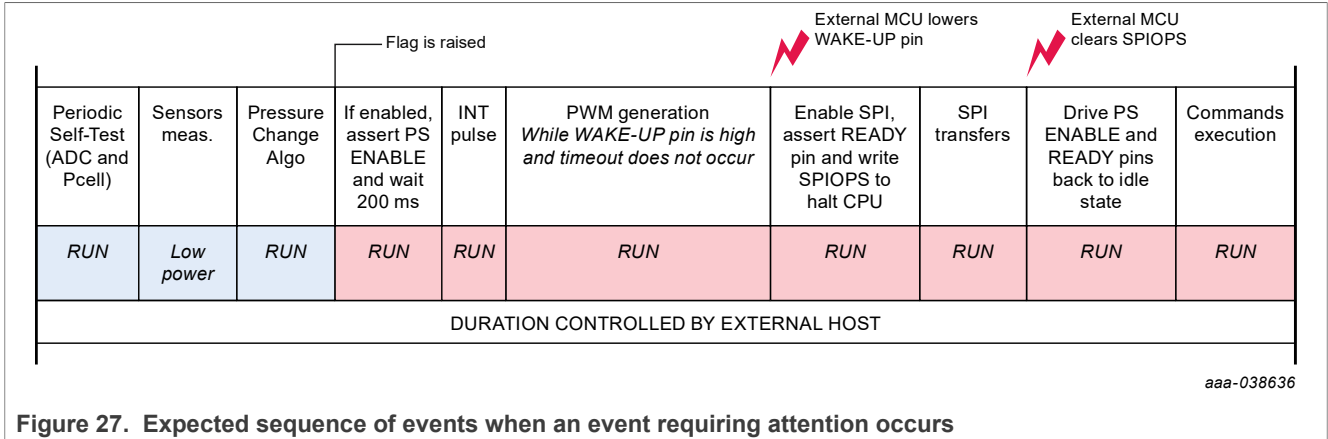 External MCU lowers
WAKE-UP pin
External MCU
clears SPIOPS
Flag is raised
Periodic
Self-Test
(ADC and
Pcell)
Sensors
meas.
Pressure
Change
Algo
If enabled,
assert PS
ENABLE
and wait
200 ms
INT
pulse
PWM generation
While WAKE-UP pin is high
and timeout does not occur
Enable SPI,
assert READY
pin and write
SPIOPS to
halt CPU
SPI
transfers
Drive PS
ENABLE and
READY pins
back to idle
state
Commands
execution
RUN
Low
power
RUN
RUN
RUN
RUN
RUN
RUN
RUN
RUN
DURATION CONTROLLED BY EXTERNAL HOST
aaa-038636
Figure 27. Expected sequence of events when an event requiring attention occurs